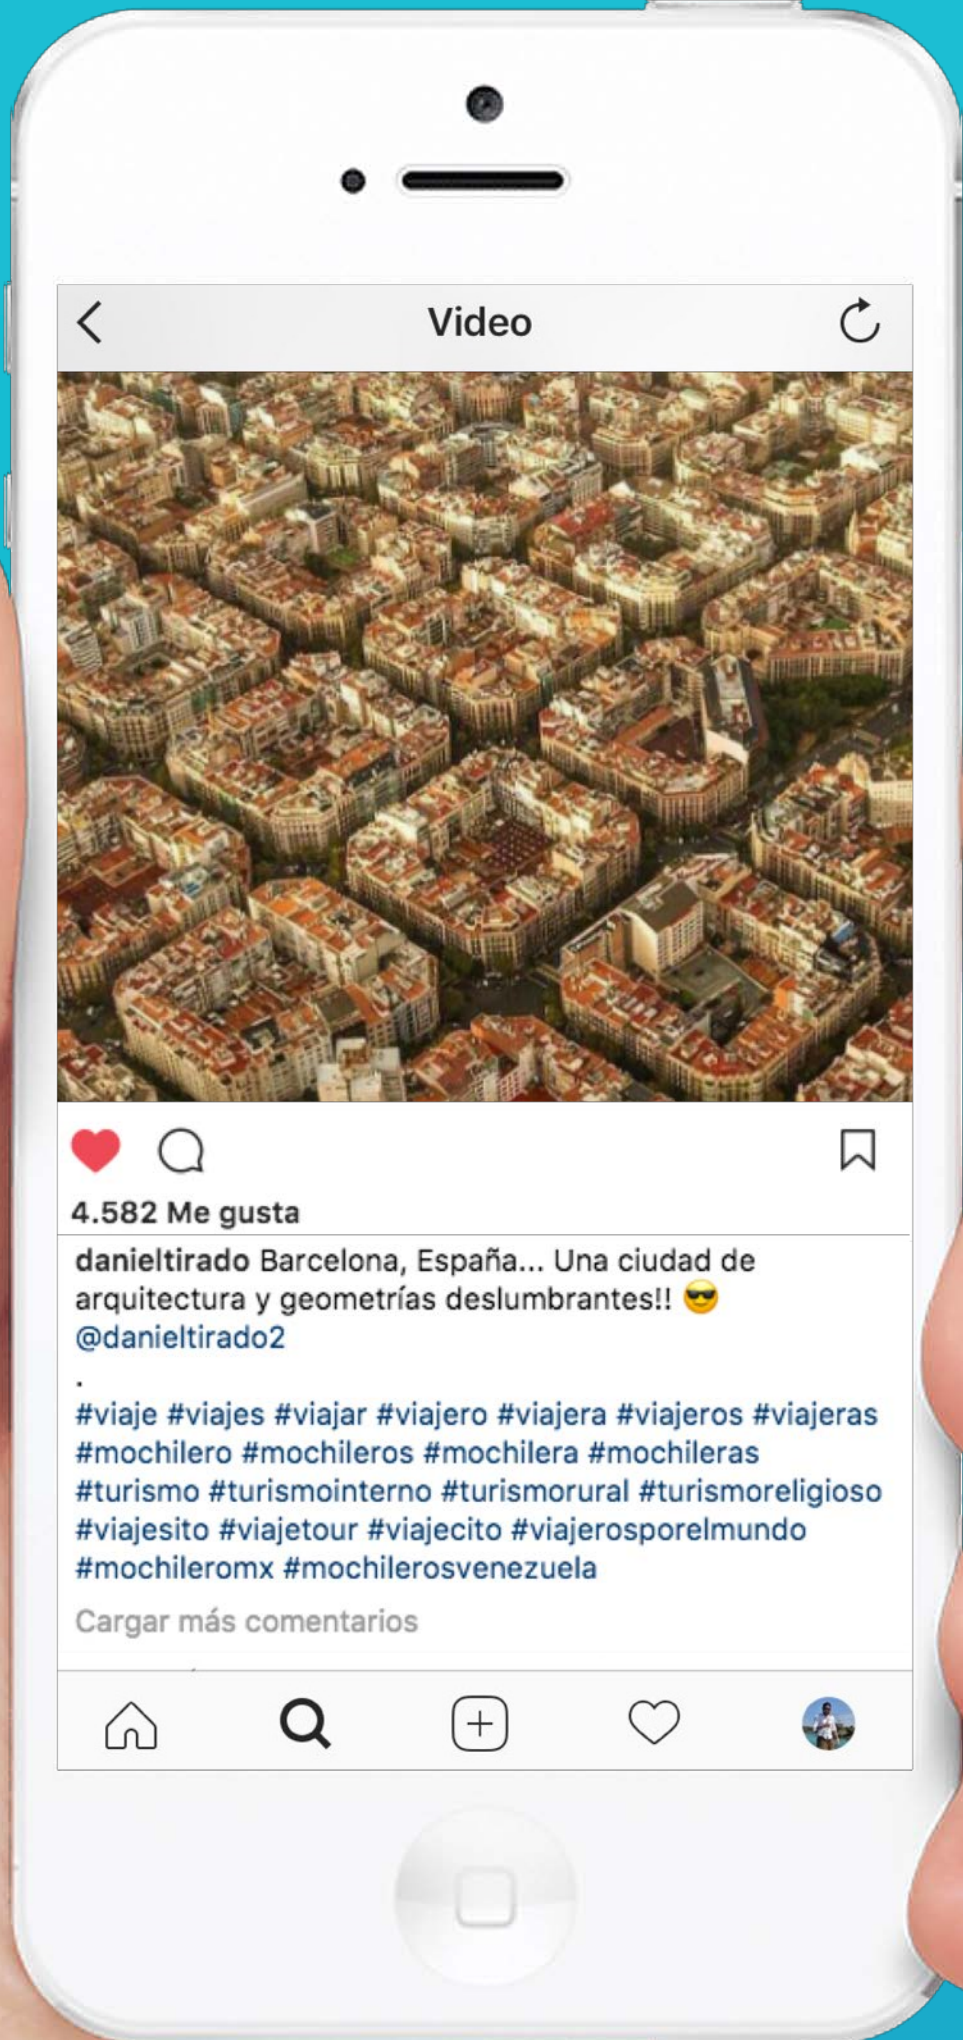 Video
4.582 Me gusta
danieltirado Barcelona, España... Una ciudad de
arquitectura y geometrías deslumbrantes!! 😎
@danieltirado2
.
#viaje #viajes #viajar #viajero #viajera #viajeros #viajeras
#mochilero #mochileros #mochilera #mochileras
#turismo #turismointerno #turismorural #turismoreligioso
#viajesito #viajetour #viajecito #viajerosporelmundo
#mochileromx #mochilerosvenezuela
Cargar más comentarios